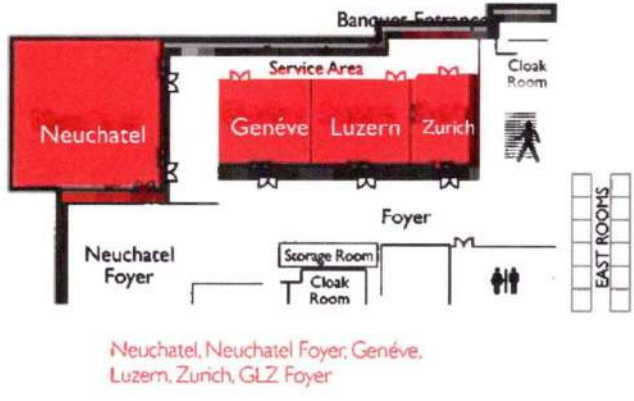 Banquet Entrance
Service Area
Cloak
Room
Neuchatel
Genéve
Luzern
Zurich
Foyer
Neuchatel
Foyer
Storage Room
Cloak
Room
EAST ROOMS
Neuchatel, Neuchatel Foyer, Genéve,
Luzern, Zurich, GLZ Foyer